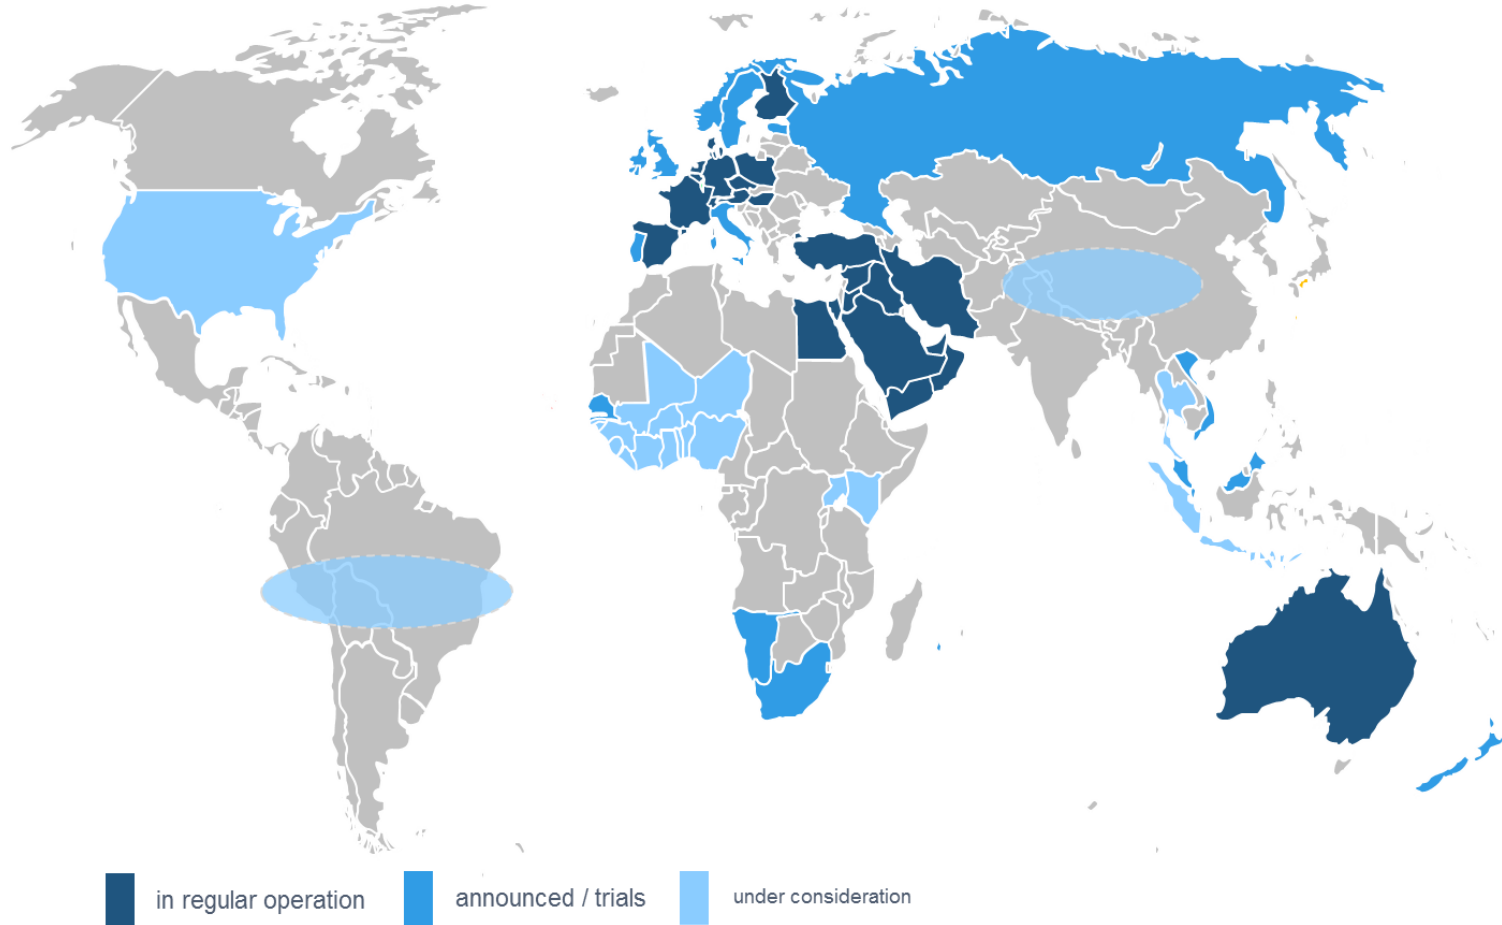 in regular operation
announced / trials
under consideration